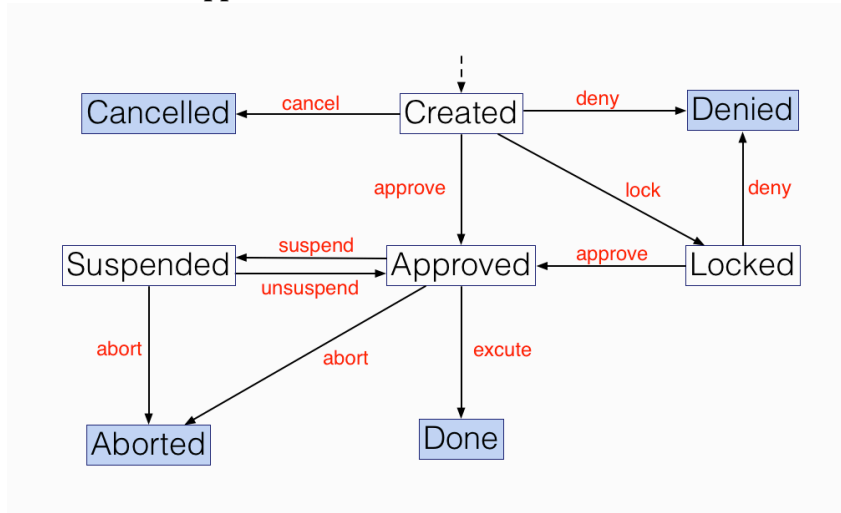 cancel
deny
Cancelled
Created
Denied
approve
lock
deny
suspend
approve
Suspended
Approved
Locked
unsuspend
abort
abort
excute
Aborted
Done